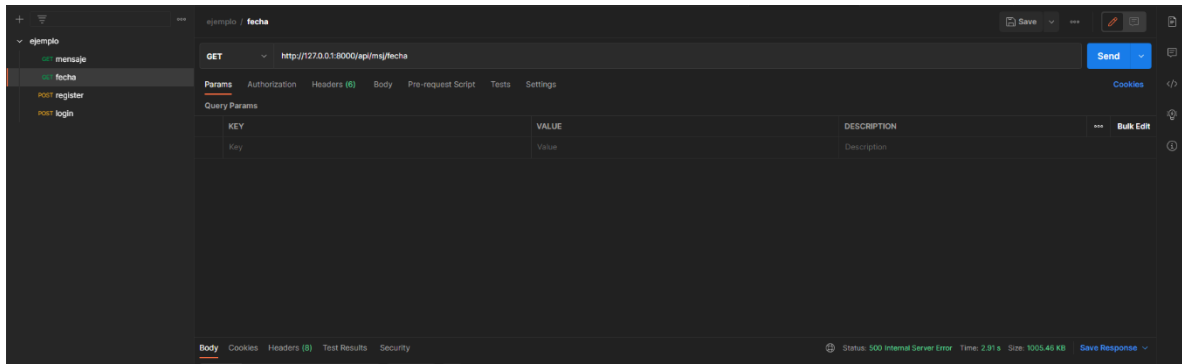 ejemplo / fecha
Save
ejemplo
GET mensaje
GET fecha
POST register
POST login
GET http://127.0.0.1:8000/api/msj/fecha Send
Params Authorization Headers (6) Body Pre-request Script Tests Settings Cookies
Query Params
KEY VALUE DESCRIPTION Bulk Edit
Key Value Description
Body Cookies Headers (8) Test Results Security Status: 500 Internal Server Error Time: 2.91 s Size: 1005.46 KB Save Response